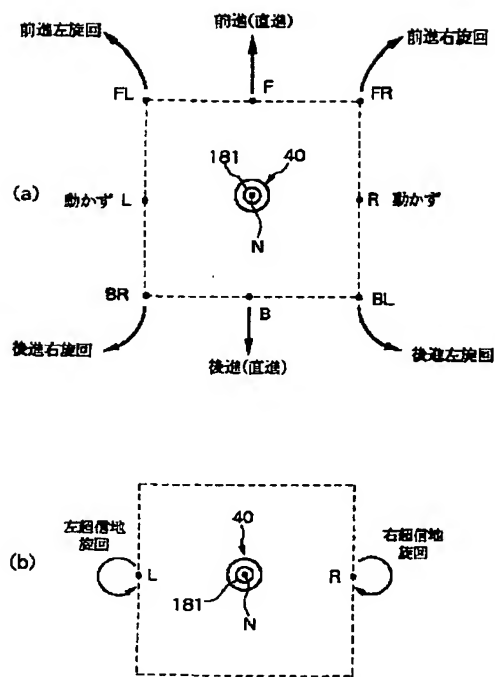 前進左旋回
前進(直進)
前進右旋回
FL
F
FR
(a)
181
40
動かず L
R 動かず
N
BR
B
BL
後進右旋回
後進(直進)
後進左旋回
左超信地
旋回
40
右超信地
旋回
(b)
L
R
181
N